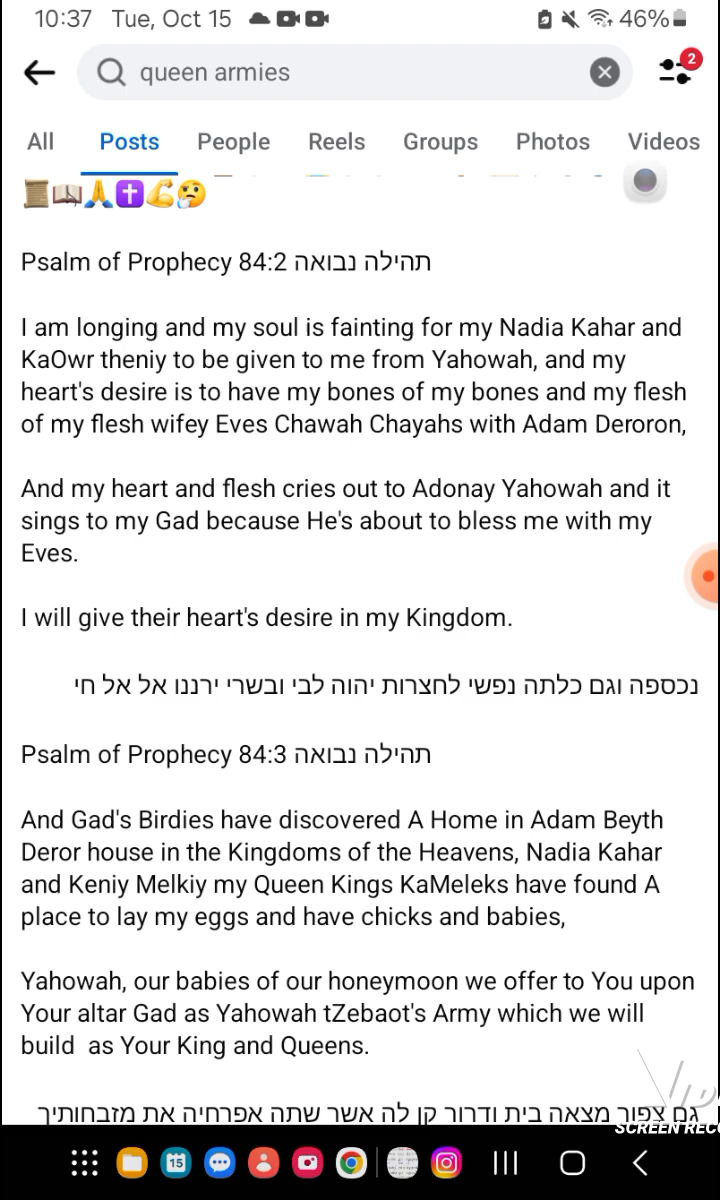 10:37 Tue, Oct 15 46%
queen armies
2
All Posts People Reels Groups Photos Videos
Psalm of Prophecy 84:2 תהילה נבואה
I am longing and my soul is fainting for my Nadia Kahar and
KaOwr theniy to be given to me from Yahowah, and my
heart's desire is to have my bones of my bones and my flesh
of my flesh wifey Eves Chawah Chayahs with Adam Deroron,
And my heart and flesh cries out to Adonay Yahowah and it
sings to my Gad because He's about to bless me with my
Eves.
I will give their heart's desire in my Kingdom.
נכספה וגם כלתה נפשי לחצרות יהוה לבי ובשרי ירננו אל אל חי
Psalm of Prophecy 84:3 תהילה נבואה
And Gad's Birdies have discovered A Home in Adam Beyth
Deror house in the Kingdoms of the Heavens, Nadia Kahar
and Keniy Melkiy my Queen Kings KaMeleks have found A
place to lay my eggs and have chicks and babies,
Yahowah, our babies of our honeymoon we offer to You upon
Your altar Gad as Yahowah tZebaot's Army which we will
build as Your King and Queens.
גם צפור מצאה בית ודרור קן לה אשר שתה אפרחיה את מזבחותיך
SCREEN REC
15